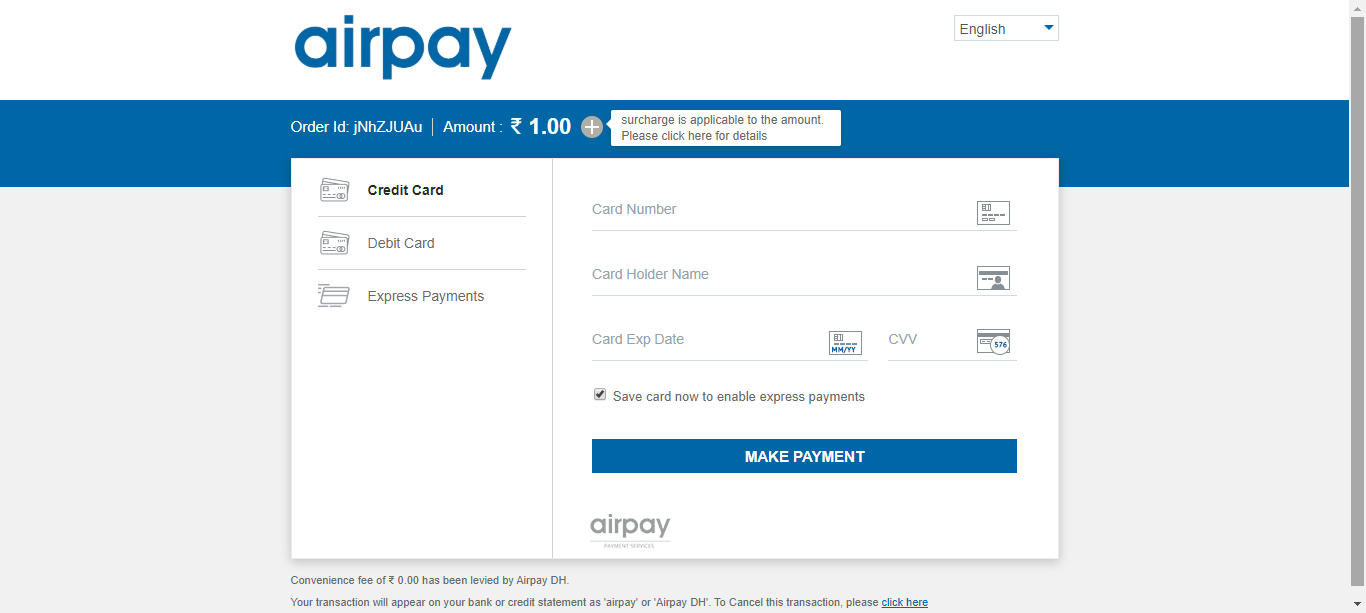 airpay
English
Order Id: jNhZJUAu | Amount : ₹ 1.00
surcharge is applicable to the amount.
Please click here for details
Credit Card
Debit Card
Express Payments
Card Number
Card Holder Name
Card Exp Date
MM/YY
CVV
576
Save card now to enable express payments
MAKE PAYMENT
airpay
PAYMENT SERVICES
Convenience fee of ₹ 0.00 has been levied by Airpay DH.
Your transaction will appear on your bank or credit statement as 'airpay' or 'Airpay DH'. To Cancel this transaction, please click here